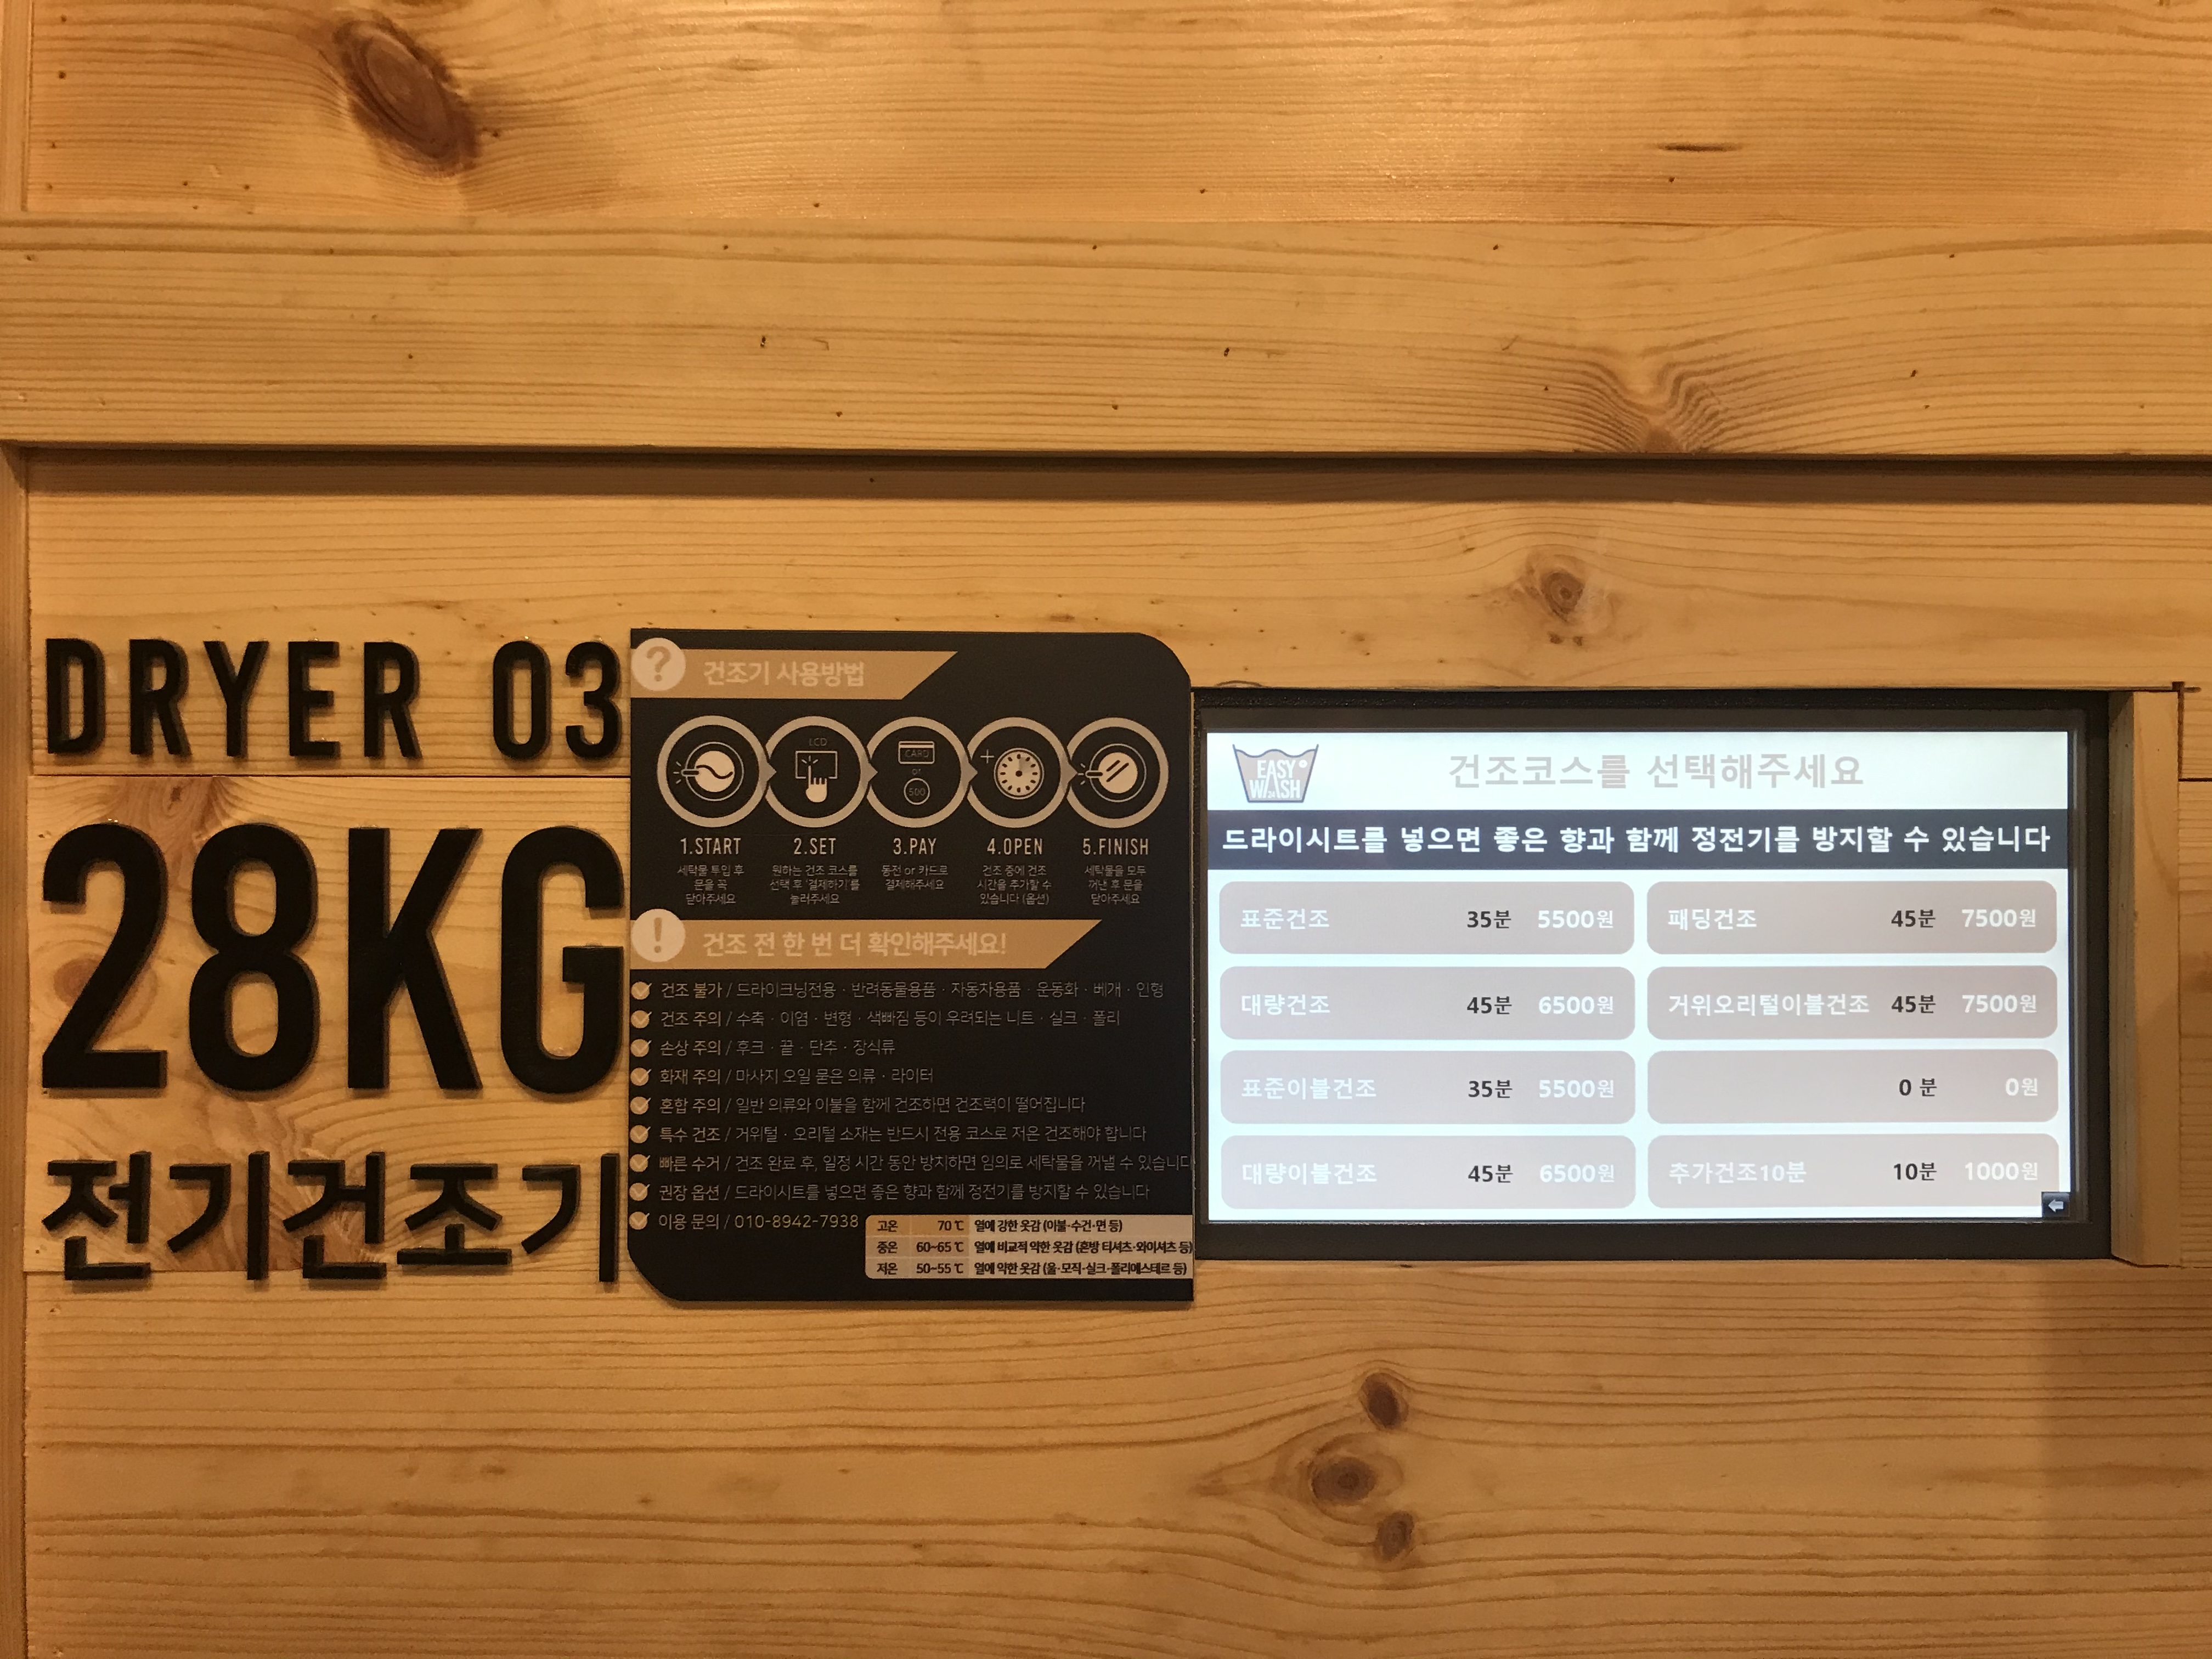 DRYER 03
28KG
전기건조기
?
건조기 사용방법
LCD
CARD
or
500
1.START
세탁물 투입 후
문을 꼭
닫아주세요
2.SET
원하는 건조 코스를
선택 후 '결제하기'를
눌러주세요
3.PAY
동전 or 카드로
결제해주세요
4.OPEN
건조 중에 건조
시간을 추가할 수
있습니다 (옵션)
5.FINISH
세탁물을 모두
꺼낸 후 문을
닫아주세요
!
건조 전 한 번 더 확인해주세요!
건조 불가 / 드라이크닝전용 · 반려동물용품 · 자동차용품 · 운동화 · 베개 · 인형
건조 주의 / 수축 · 이염 · 변형 · 색빠짐 등이 우려되는 니트 · 실크 · 폴리
손상 주의 / 후크 · 끝 · 단추 · 장식류
화재 주의 / 마사지 오일 묻은 의류 · 라이터
혼합 주의 / 일반 의류와 이불을 함께 건조하면 건조력이 떨어집니다
특수 건조 / 거위털 · 오리털 소재는 반드시 전용 코스로 저온 건조해야 합니다
빠른 수거 / 건조 완료 후, 일정 시간 동안 방치하면 임의로 세탁물을 꺼낼 수 있습니다
권장 옵션 / 드라이시트를 넣으면 좋은 향과 함께 정전기를 방지할 수 있습니다
이용 문의 / 010-8942-7938
고온 70℃ 열에 강한 옷감 (이불·수건·면 등)
중온 60~65℃ 열에 비교적 약한 옷감 (혼방 티셔츠·와이셔츠 등)
저온 50~55℃ 열에 약한 옷감 (울·모직·실크·폴리에스테르 등)
EASY
WASH
건조코스를 선택해주세요
드라이시트를 넣으면 좋은 향과 함께 정전기를 방지할 수 있습니다
표준건조 35분 5500원
패딩건조 45분 7500원
대량건조 45분 6500원
거위오리털이불건조 45분 7500원
표준이불건조 35분 5500원
0 분 0원
대량이불건조 45분 6500원
추가건조10분 10분 1000원